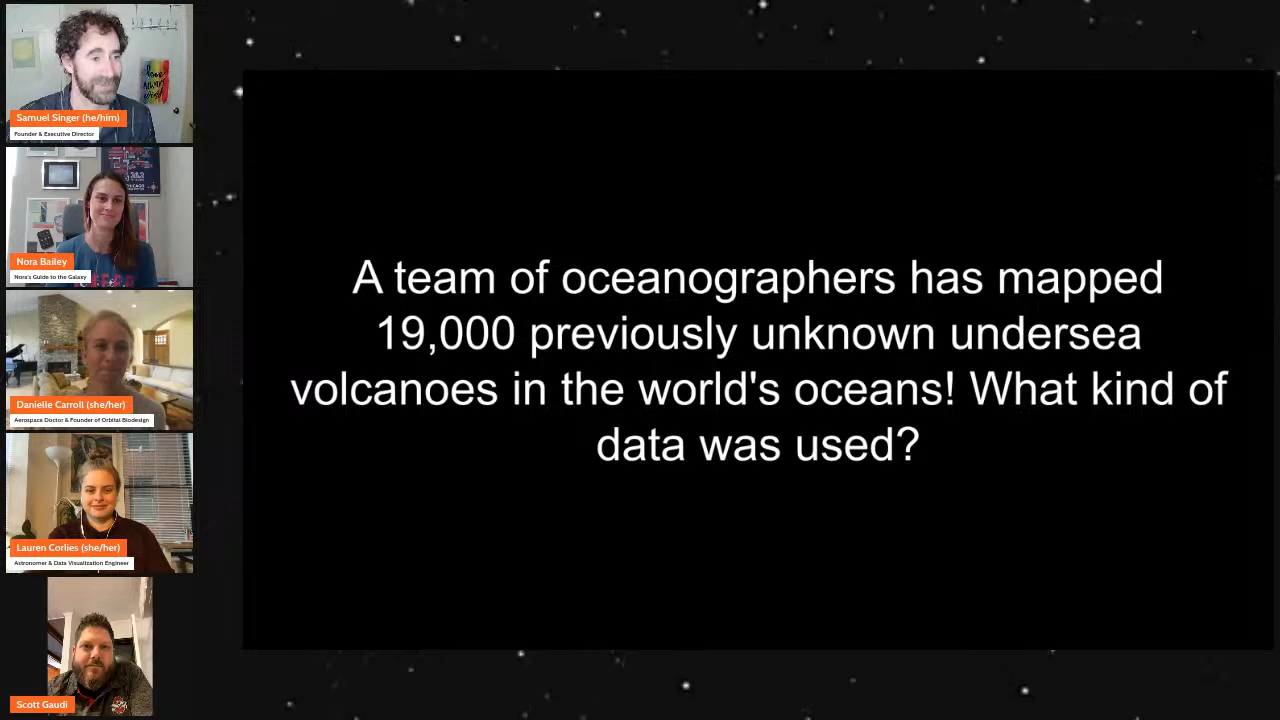 Samuel Singer (he/him)
Founder & Executive Director
Nora Bailey
Nora's Guide to the Galaxy
Danielle Carroll (she/her)
Aerospace Doctor & Founder of Orbital Biodesign
Lauren Corlies (she/her)
Astronomer & Data Visualization Engineer
Scott Gaudi
A team of oceanographers has mapped
19,000 previously unknown undersea
volcanoes in the world's oceans! What kind of
data was used?